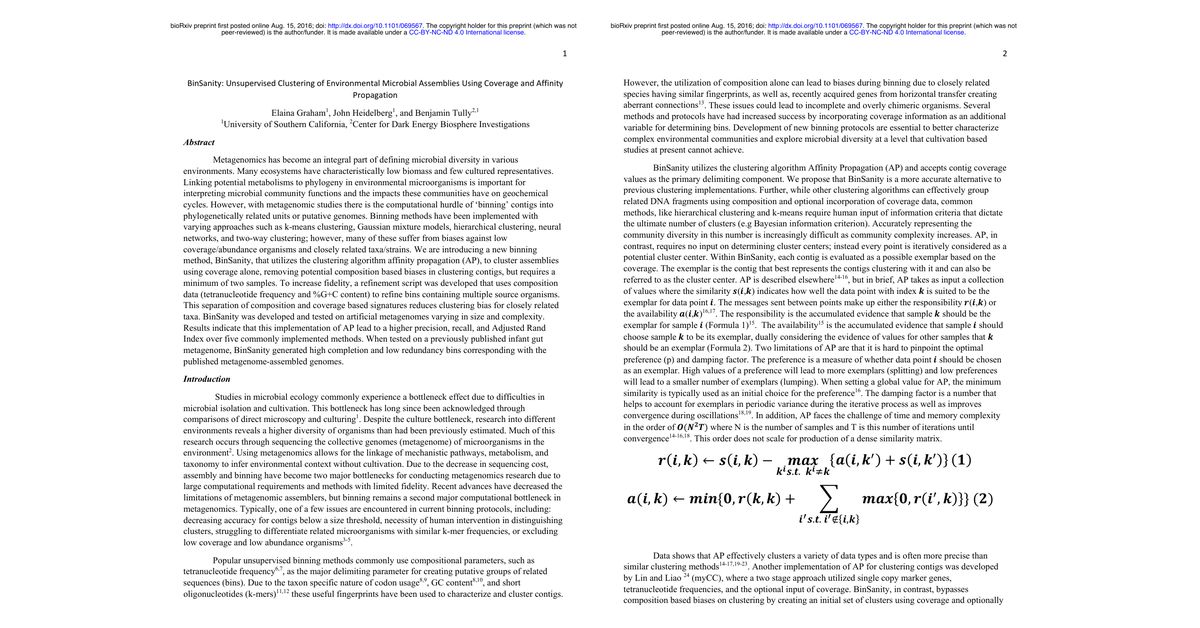 bioRxiv preprint first posted online Aug. 15, 2016; doi: http://dx.doi.org/10.1101/069567. The copyright holder for this preprint (which was not
peer-reviewed) is the author/funder. It is made available under a CC-BY-NC-ND 4.0 International license.
1
BinSanity: Unsupervised Clustering of Environmental Microbial Assemblies Using Coverage and Affinity
Propagation
Elaina Graham¹, John Heidelberg¹, and Benjamin Tully²,¹
¹University of Southern California, ²Center for Dark Energy Biosphere Investigations
Abstract
Metagenomics has become an integral part of defining microbial diversity in various
environments. Many ecosystems have characteristically low biomass and few cultured representatives.
Linking potential metabolisms to phylogeny in environmental microorganisms is important for
interpreting microbial community functions and the impacts these communities have on geochemical
cycles. However, with metagenomic studies there is the computational hurdle of ‘binning’ contigs into
phylogenetically related units or putative genomes. Binning methods have been implemented with
varying approaches such as k-means clustering, Gaussian mixture models, hierarchical clustering, neural
networks, and two-way clustering; however, many of these suffer from biases against low
coverage/abundance organisms and closely related taxa/strains. We are introducing a new binning
method, BinSanity, that utilizes the clustering algorithm affinity propagation (AP), to cluster assemblies
using coverage alone, removing potential composition based biases in clustering contigs, but requires a
minimum of two samples. To increase fidelity, a refinement script was developed that uses composition
data (tetranucleotide frequency and %G+C content) to refine bins containing multiple source organisms.
This separation of composition and coverage based signatures reduces clustering bias for closely related
taxa. BinSanity was developed and tested on artificial metagenomes varying in size and complexity.
Results indicate that this implementation of AP lead to a higher precision, recall, and Adjusted Rand
Index over five commonly implemented methods. When tested on a previously published infant gut
metagenome, BinSanity generated high completion and low redundancy bins corresponding with the
published metagenome-assembled genomes.
Introduction
Studies in microbial ecology commonly experience a bottleneck effect due to difficulties in
microbial isolation and cultivation. This bottleneck has long since been acknowledged through
comparisons of direct microscopy and culturing¹. Despite the culture bottleneck, research into different
environments reveals a higher diversity of organisms than had been previously estimated. Much of this
research occurs through sequencing the collective genomes (metagenome) of microorganisms in the
environment². Using metagenomics allows for the linkage of mechanistic pathways, metabolism, and
taxonomy to infer environmental context without cultivation. Due to the decrease in sequencing cost,
assembly and binning have become two major bottlenecks for conducting metagenomics research due to
large computational requirements and methods with limited fidelity. Recent advances have decreased the
limitations of metagenomic assemblers, but binning remains a second major computational bottleneck in
metagenomics. Typically, one of a few issues are encountered in current binning protocols, including:
decreasing accuracy for contigs below a size threshold, necessity of human intervention in distinguishing
clusters, struggling to differentiate related microorganisms with similar k-mer frequencies, or excluding
low coverage and low abundance organisms³⁻⁵.
Popular unsupervised binning methods commonly use compositional parameters, such as
tetranucleotide frequency⁶,⁷, as the major delimiting parameter for creating putative groups of related
sequences (bins). Due to the taxon specific nature of codon usage⁸,⁹, GC content⁸,¹⁰, and short
oligonucleotides (k-mers)¹¹,¹² these useful fingerprints have been used to characterize and cluster contigs.
bioRxiv preprint first posted online Aug. 15, 2016; doi: http://dx.doi.org/10.1101/069567. The copyright holder for this preprint (which was not
peer-reviewed) is the author/funder. It is made available under a CC-BY-NC-ND 4.0 International license.
2
However, the utilization of composition alone can lead to biases during binning due to closely related
species having similar fingerprints, as well as, recently acquired genes from horizontal transfer creating
aberrant connections¹³. These issues could lead to incomplete and overly chimeric organisms. Several
methods and protocols have had increased success by incorporating coverage information as an additional
variable for determining bins. Development of new binning protocols are essential to better characterize
complex environmental communities and explore microbial diversity at a level that cultivation based
studies at present cannot achieve.
BinSanity utilizes the clustering algorithm Affinity Propagation (AP) and accepts contig coverage
values as the primary delimiting component. We propose that BinSanity is a more accurate alternative to
previous clustering implementations. Further, while other clustering algorithms can effectively group
related DNA fragments using composition and optional incorporation of coverage data, common
methods, like hierarchical clustering and k-means require human input of information criteria that dictate
the ultimate number of clusters (e.g Bayesian information criterion). Accurately representing the
community diversity in this number is increasingly difficult as community complexity increases. AP, in
contrast, requires no input on determining cluster centers; instead every point is iteratively considered as a
potential cluster center. Within BinSanity, each contig is evaluated as a possible exemplar based on
coverage. The exemplar is the contig that best represents the contigs clustering with it and can also be
referred to as the cluster center. AP is described elsewhere¹⁴⁻¹⁶, but in brief, AP takes as input a collection
of values where the similarity s(i,k) indicates how well the data point with index k is suited to be the
exemplar for data point i. The messages sent between points make up either the responsibility r(i,k) or
the availability a(i,k)¹⁶,¹⁷. The responsibility is the accumulated evidence that sample k should be the
exemplar for sample i (Formula 1)¹⁵. The availability¹⁵ is the accumulated evidence that sample i should
choose sample k to be its exemplar, dually considering the evidence of values for other samples that k
should be an exemplar (Formula 2). Two limitations of AP are that it is hard to pinpoint the optimal
preference (p) and damping factor. The preference is a measure of whether data point i should be chosen
as an exemplar. High values of a preference will lead to more exemplars (splitting) and low preferences
will lead to a smaller number of exemplars (lumping). When setting a global value for AP, the minimum
similarity is typically used as an initial choice for the preference¹⁶. The damping factor is a number that
helps to account for exemplars in periodic variance during the iterative process as well as improves
convergence during oscillations¹⁸,¹⁹. In addition, AP faces the challenge of time and memory complexity
in the order of O(N²T) where N is the number of samples and T is this number of iterations until
convergence¹⁴⁻¹⁶,¹⁸. This order does not scale for production of a dense similarity matrix.
r(i,k) ← s(i,k) − max {a(i,k′) + s(i,k′)} (1)
kⁱs.t. kⁱ≠k
a(i,k) ← min{0, r(k,k) + ∑ max{0, r(i′,k)}} (2)
i′s.t. i′∉{i,k}
Data shows that AP effectively clusters a variety of data types and is often more precise than
similar clustering methods¹⁴⁻¹⁷,¹⁹⁻²³. Another implementation of AP for clustering contigs was developed
by Lin and Liao ²⁴ (myCC), where a two stage approach utilized single copy marker genes,
tetranucleotide frequencies, and the optional input of coverage. BinSanity, in contrast, bypasses
composition based biases on clustering by creating an initial set of clusters using coverage and optionally